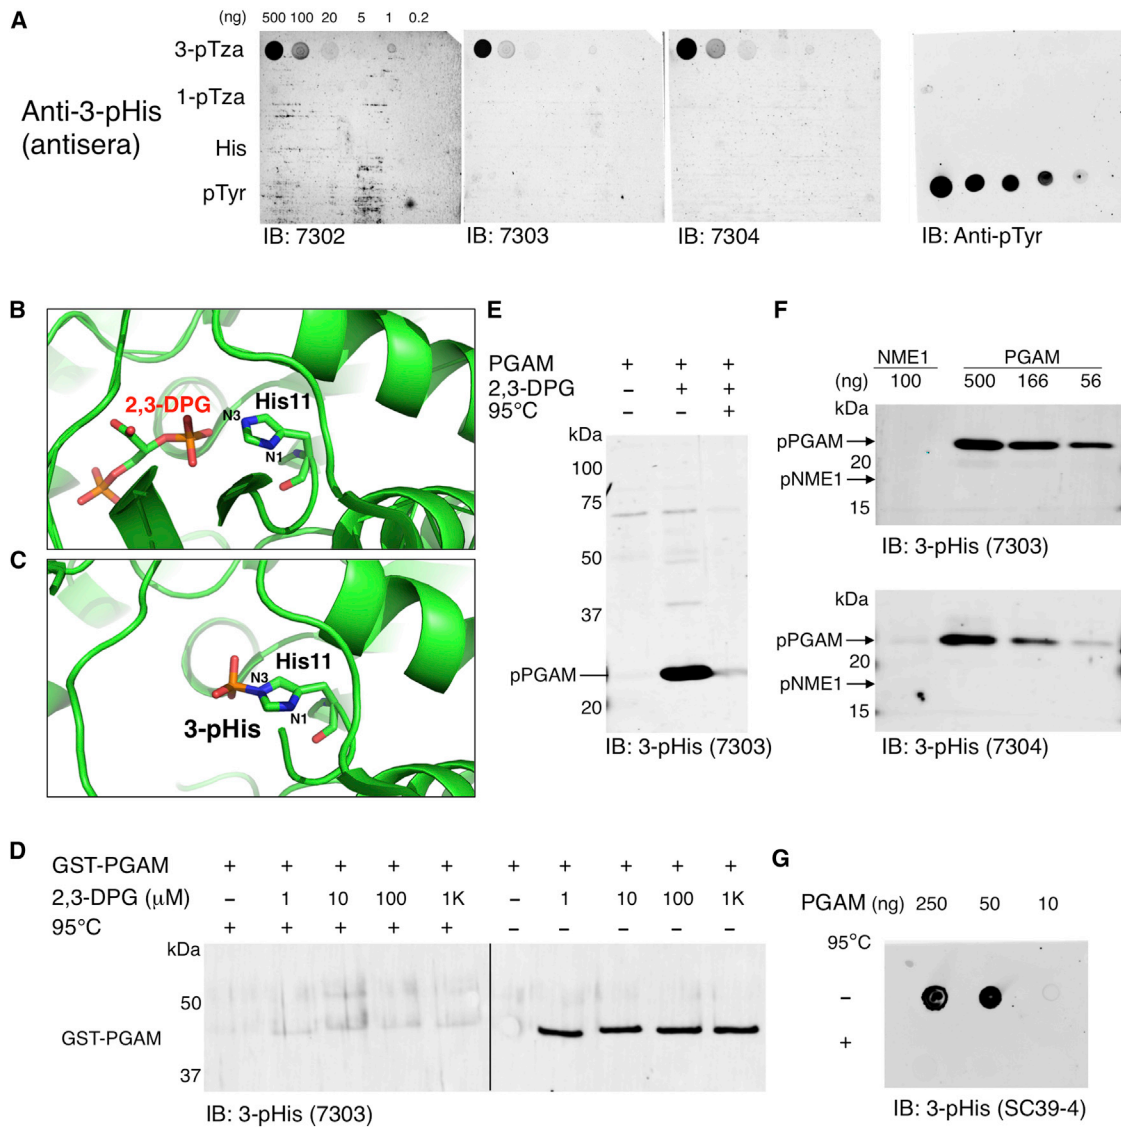 A
(ng) 500 100 20 5 1 0.2
3-pTza
1-pTza
Anti-3-pHis
(antisera)
His
pTyr
IB: 7302
IB: 7303
IB: 7304
IB: Anti-pTyr
B
2,3-DPG
His11
N3
N1
C
His11
N3
3-pHis
N1
E
PGAM + + +
2,3-DPG – + +
95°C – – +
kDa
100
75
50
37
pPGAM
20
IB: 3-pHis (7303)
F
NME1 PGAM
(ng) 100 500 166 56
kDa
pPGAM
20
pNME1
15
IB: 3-pHis (7303)
kDa
pPGAM
20
pNME1
15
IB: 3-pHis (7304)
D
GST-PGAM + + + + + + + + + +
2,3-DPG (μM) – 1 10 100 1K – 1 10 100 1K
95°C + + + + + – – – – –
kDa
50
GST-PGAM
37
IB: 3-pHis (7303)
G
PGAM (ng) 250 50 10
95°C
–
+
IB: 3-pHis (SC39-4)